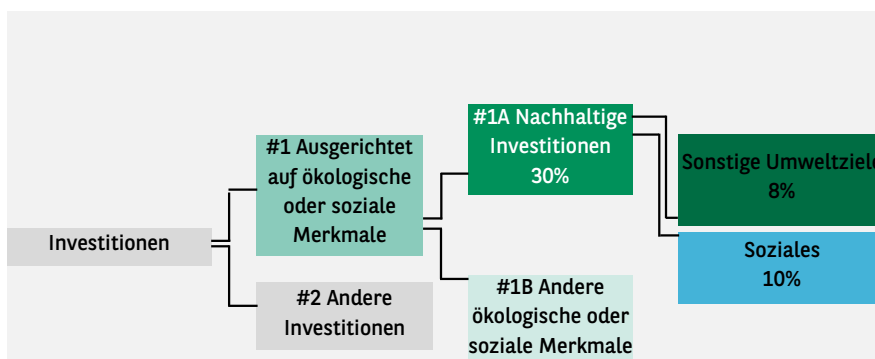 Investitionen
#1 Ausgerichtet
auf ökologische
oder soziale
Merkmale
#2 Andere
Investitionen
#1A Nachhaltige
Investitionen
30%
#1B Andere
ökologische oder
soziale Merkmale
Sonstige Umweltziele
8%
Soziales
10%